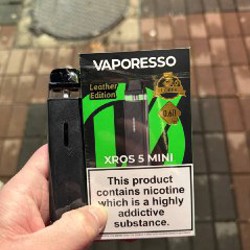 VAPORESSO
Leather
Edition
XROS 5 MINI
This product
contains nicotine
which is a highly
addictive
substance.